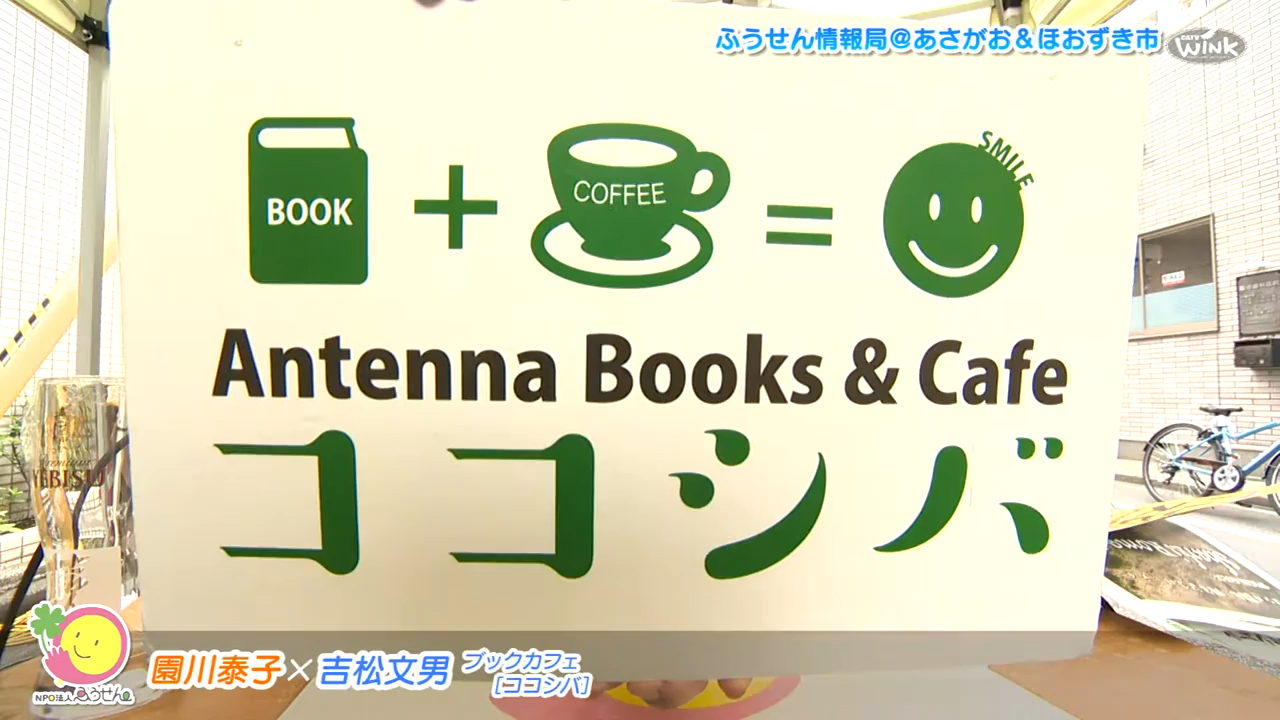 ふうせん情報局@あさがお&ほおずき市
CATV WINK
SMILE
BOOK
+
COFFEE
=
Antenna Books & Cafe
ココシバ
YEBISU
NPO法人ふうせん
園川泰子×吉松文男
ブックカフェ
[ココシバ]